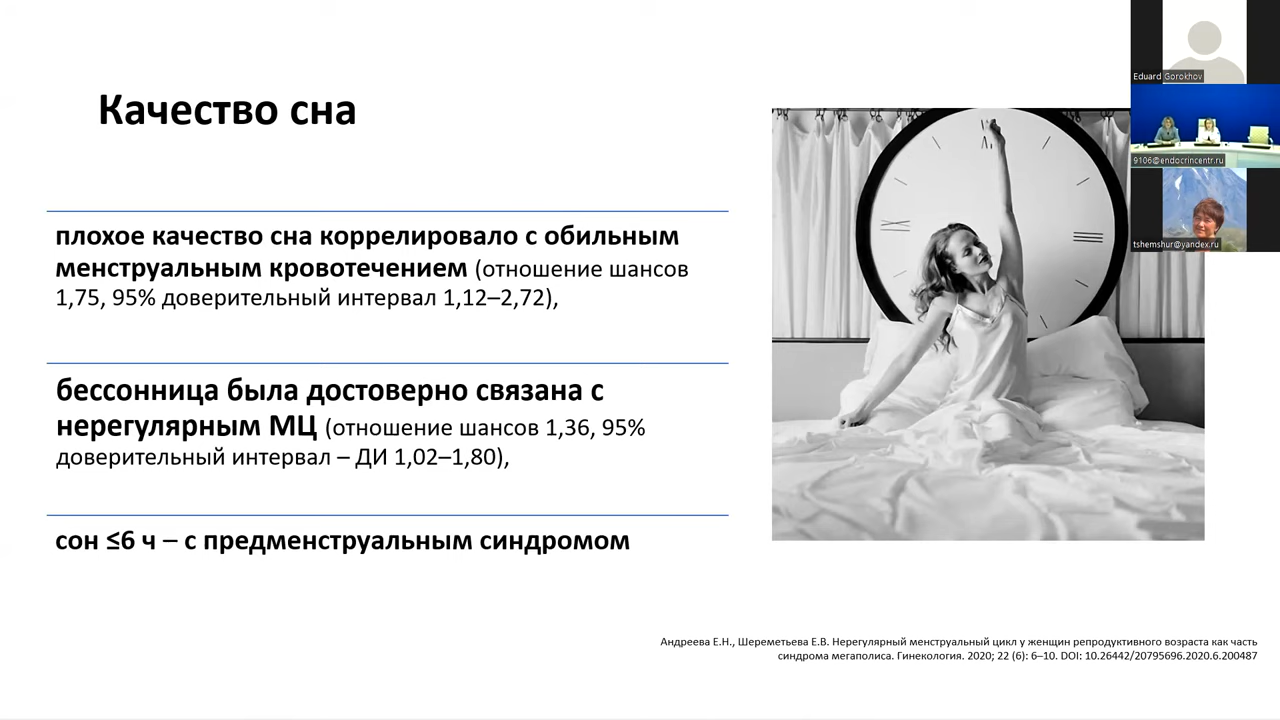 Качество сна
плохое качество сна коррелировало с обильным
менструальным кровотечением (отношение шансов
1,75, 95% доверительный интервал 1,12–2,72),
бессонница была достоверно связана с
нерегулярным МЦ (отношение шансов 1,36, 95%
доверительный интервал – ДИ 1,02–1,80),
сон ≤6 ч – с предменструальным синдромом
Андреева Е.Н., Шереметьева Е.В. Нерегулярный менструальный цикл у женщин репродуктивного возраста как часть
синдрома мегаполиса. Гинекология. 2020; 22 (6): 6–10. DOI: 10.26442/20795696.2020.6.200487
Eduard Gorokhov
9106@endocrincentr.ru
tshemshur@yandex.ru